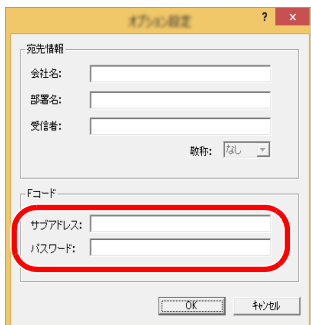 オプション設定
?
×
宛先情報
会社名:
部署名:
受信者:
敬称: なし
Fコード
サブアドレス:
パスワード:
OK キャンセル